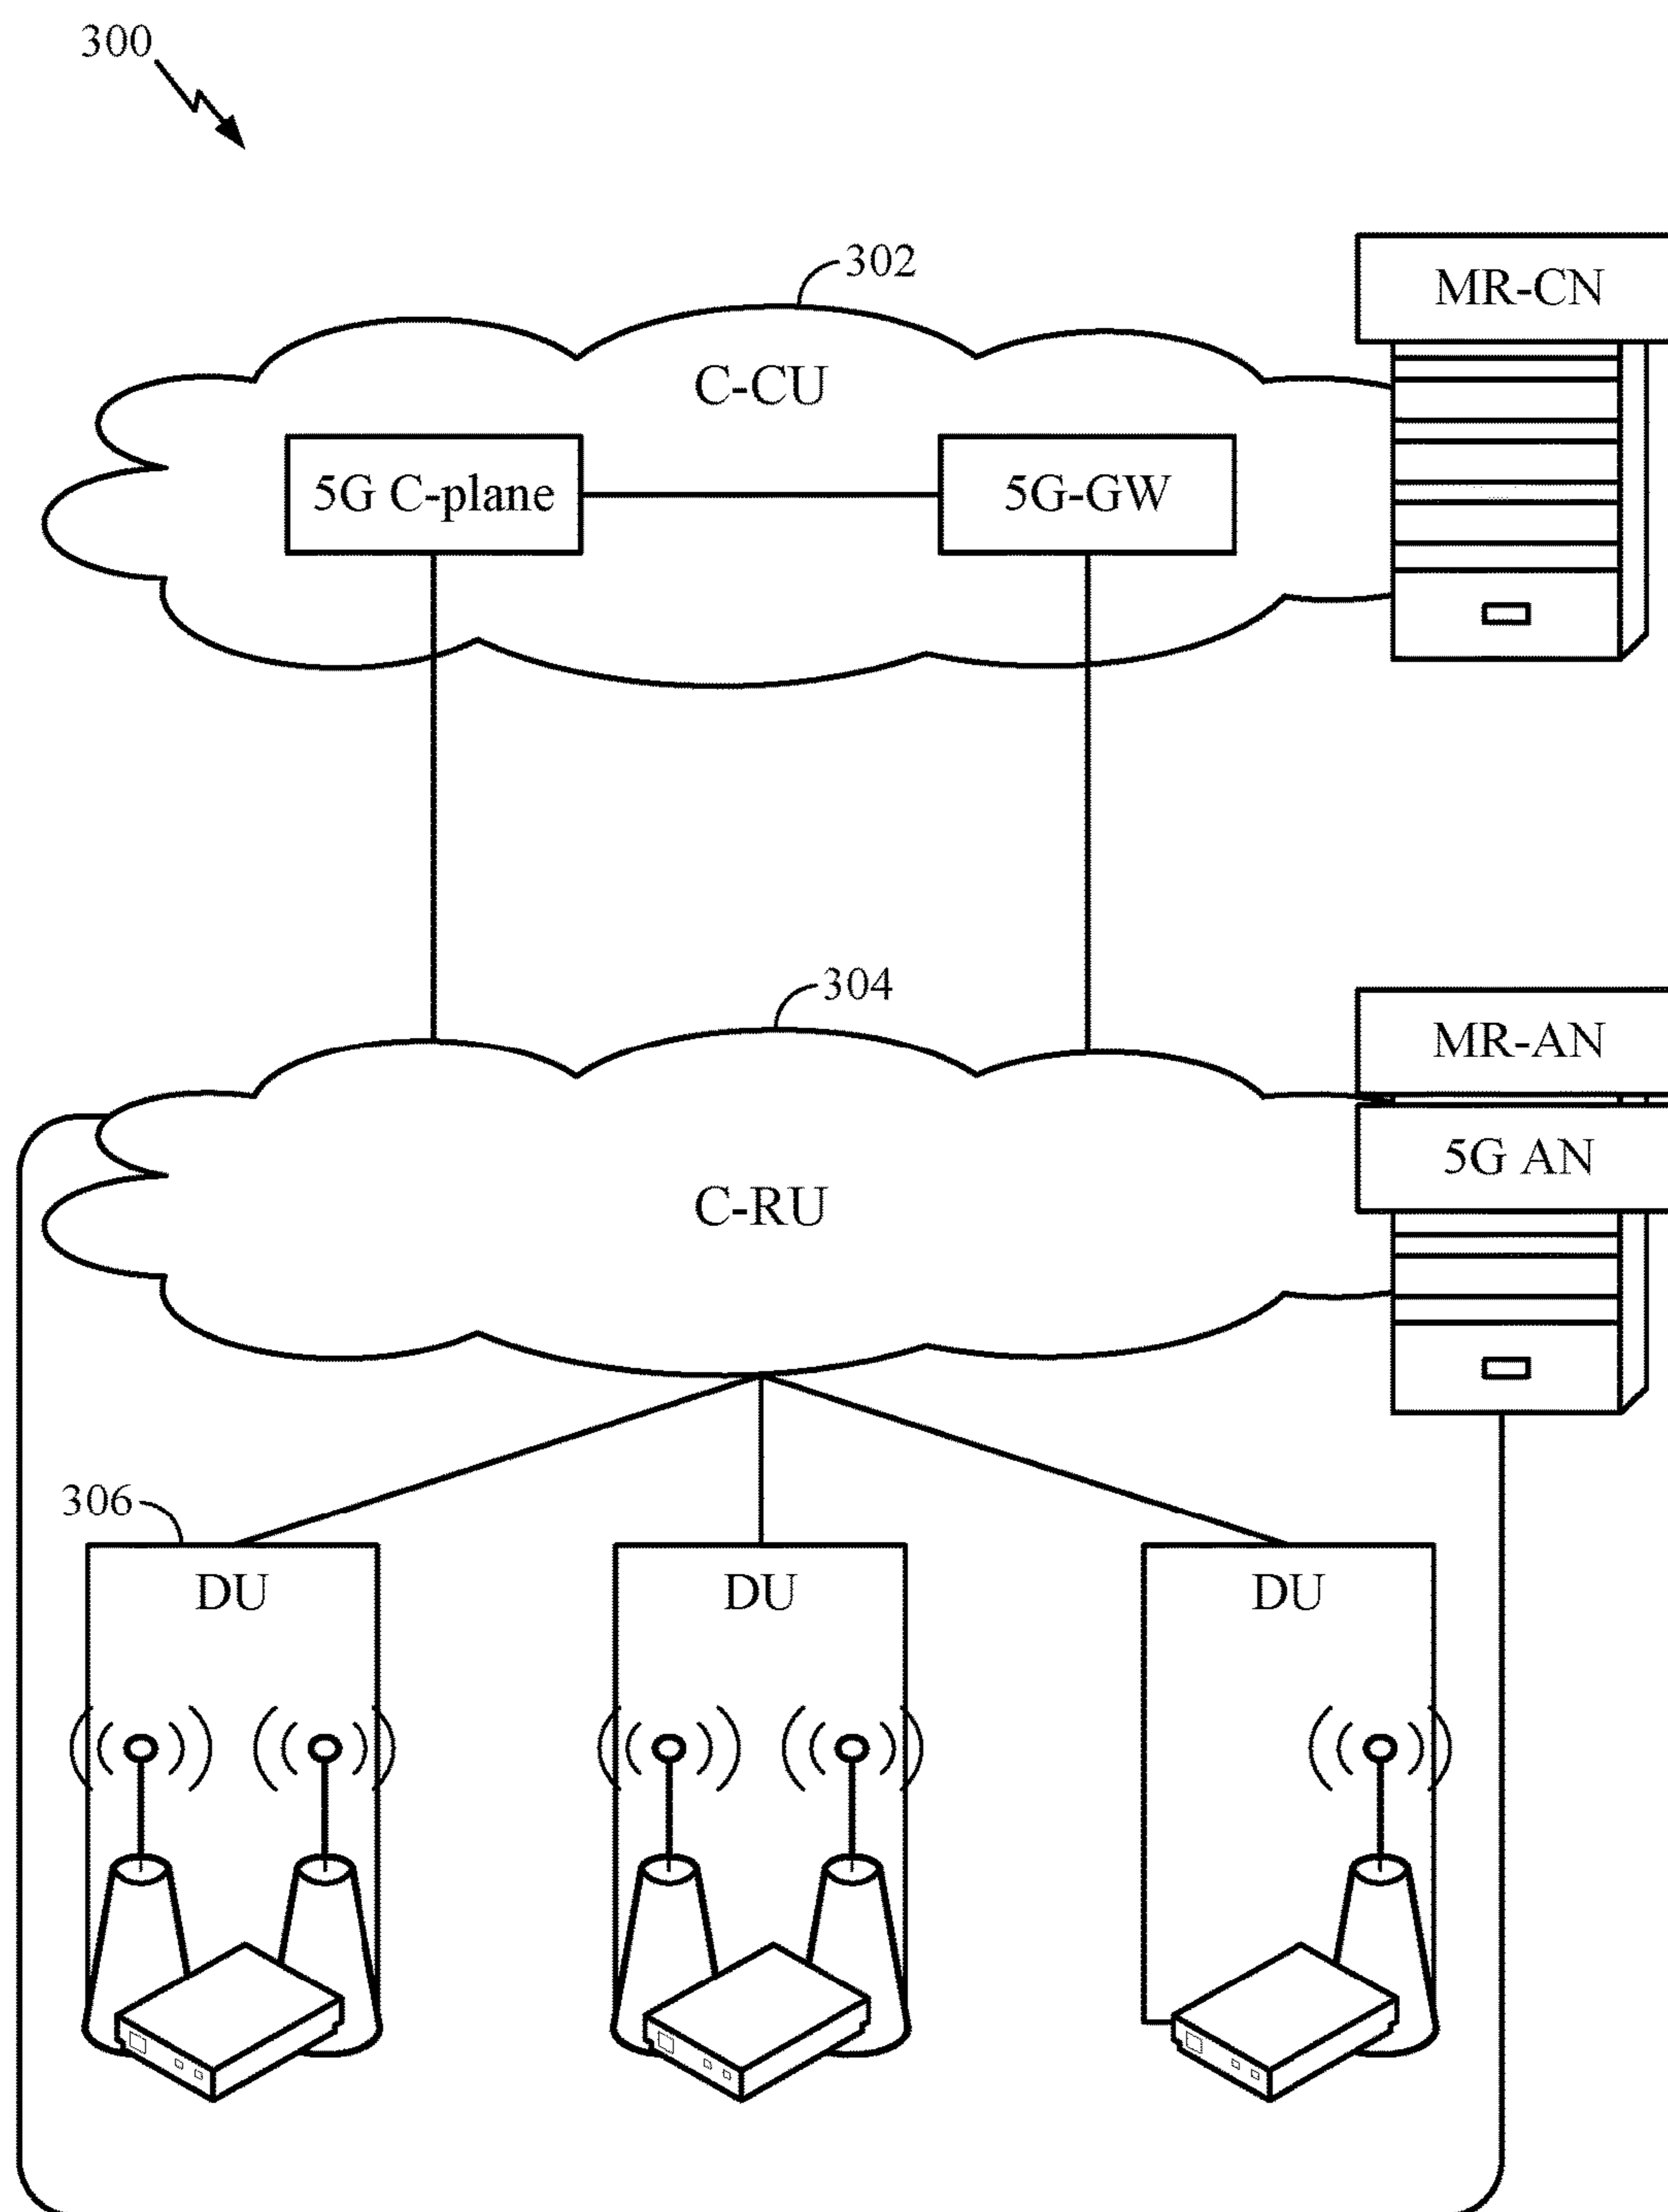 300
302
MR-CN
C-CU
5G C-plane
5G-GW
304
MR-AN
5G AN
C-RU
306
DU
DU
DU